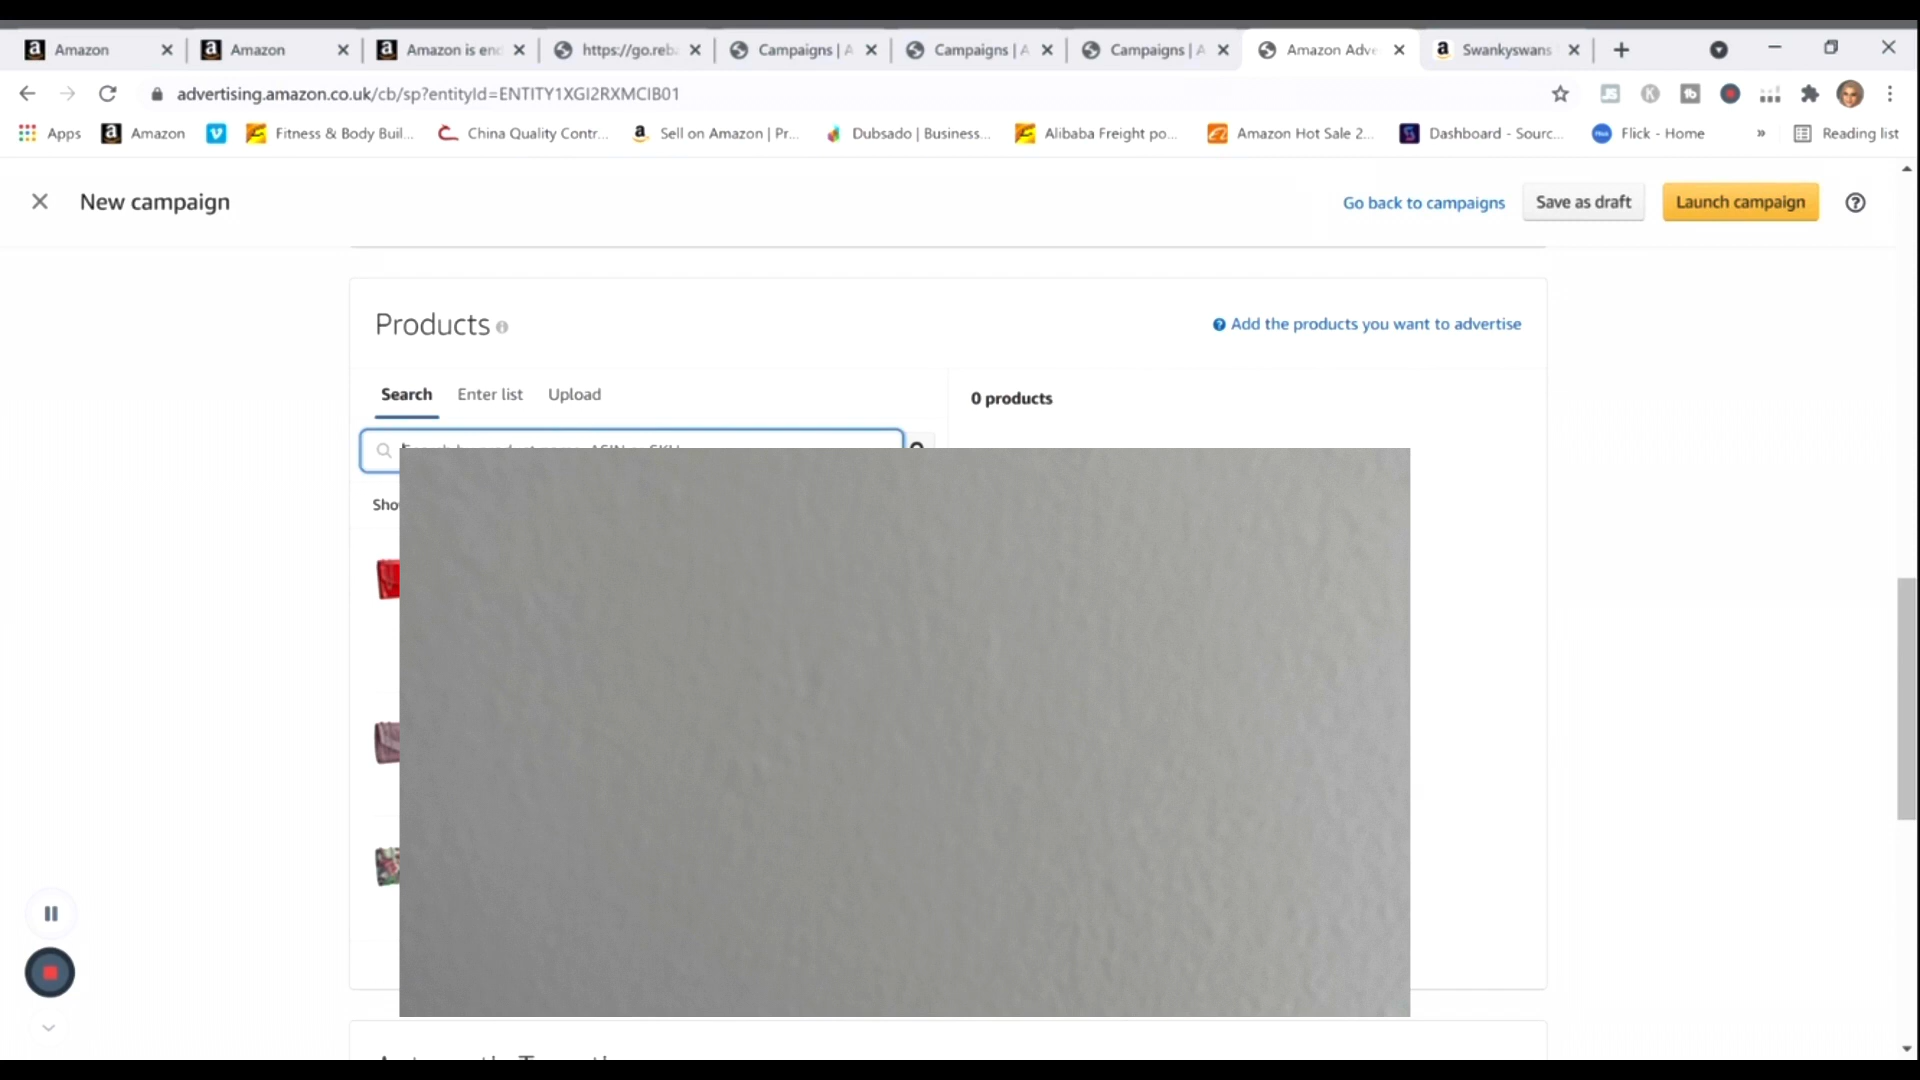 Amazon
Amazon
Amazon is enc
https://go.reb
Campaigns | A
Campaigns | A
Campaigns | A
Amazon Adve
Swankyswans
advertising.amazon.co.uk/cb/sp?entityId=ENTITY1XGI2RXMCIB01
Apps
Amazon
Fitness & Body Buil...
China Quality Contr...
Sell on Amazon | Pr...
Dubsado | Business...
Alibaba Freight po...
Amazon Hot Sale 2...
Dashboard - Sourc...
Flick - Home
»
Reading list
New campaign
Go back to campaigns
Save as draft
Launch campaign
Products
Add the products you want to advertise
Search
Enter list
Upload
0 products
Sho